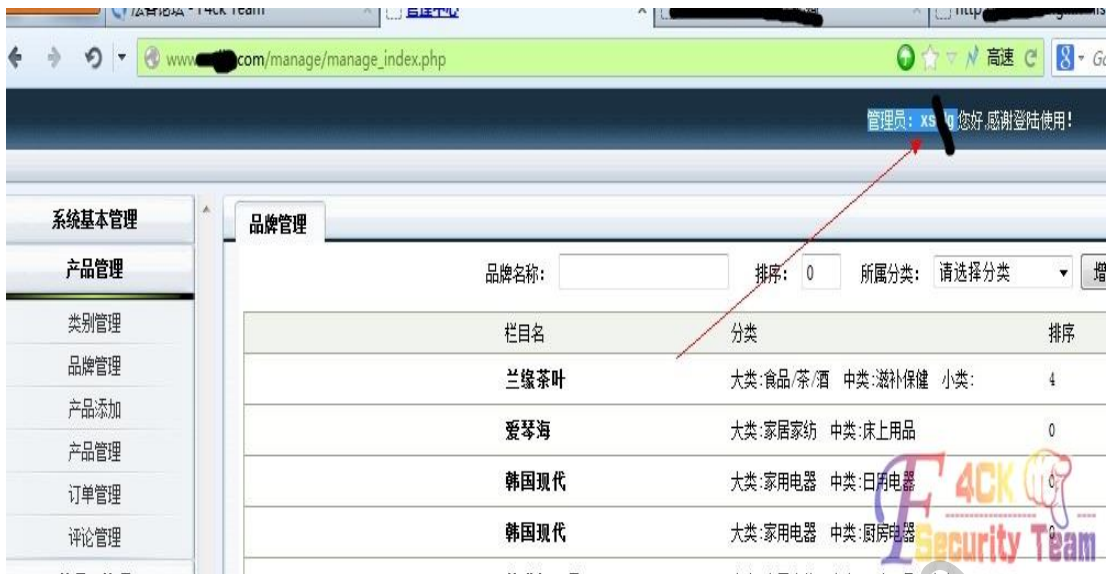 F4ck Team
管理中心
http
www
com/manage/manage_index.php
高速
管理员: xs g 您好,感谢登陆使用!
系统基本管理
品牌管理
产品管理
品牌名称:
排序: 0
所属分类: 请选择分类
增
类别管理
栏目名 分类 排序
品牌管理
兰缘茶叶 大类:食品/茶/酒 中类:滋补保健 小类: 4
产品添加
爱琴海 大类:家居家纺 中类:床上用品 0
产品管理
韩国现代 大类:家用电器 中类:日用电器 0
订单管理
韩国现代 大类:家用电器 中类:厨房电器
评论管理
F4CK
Security Team